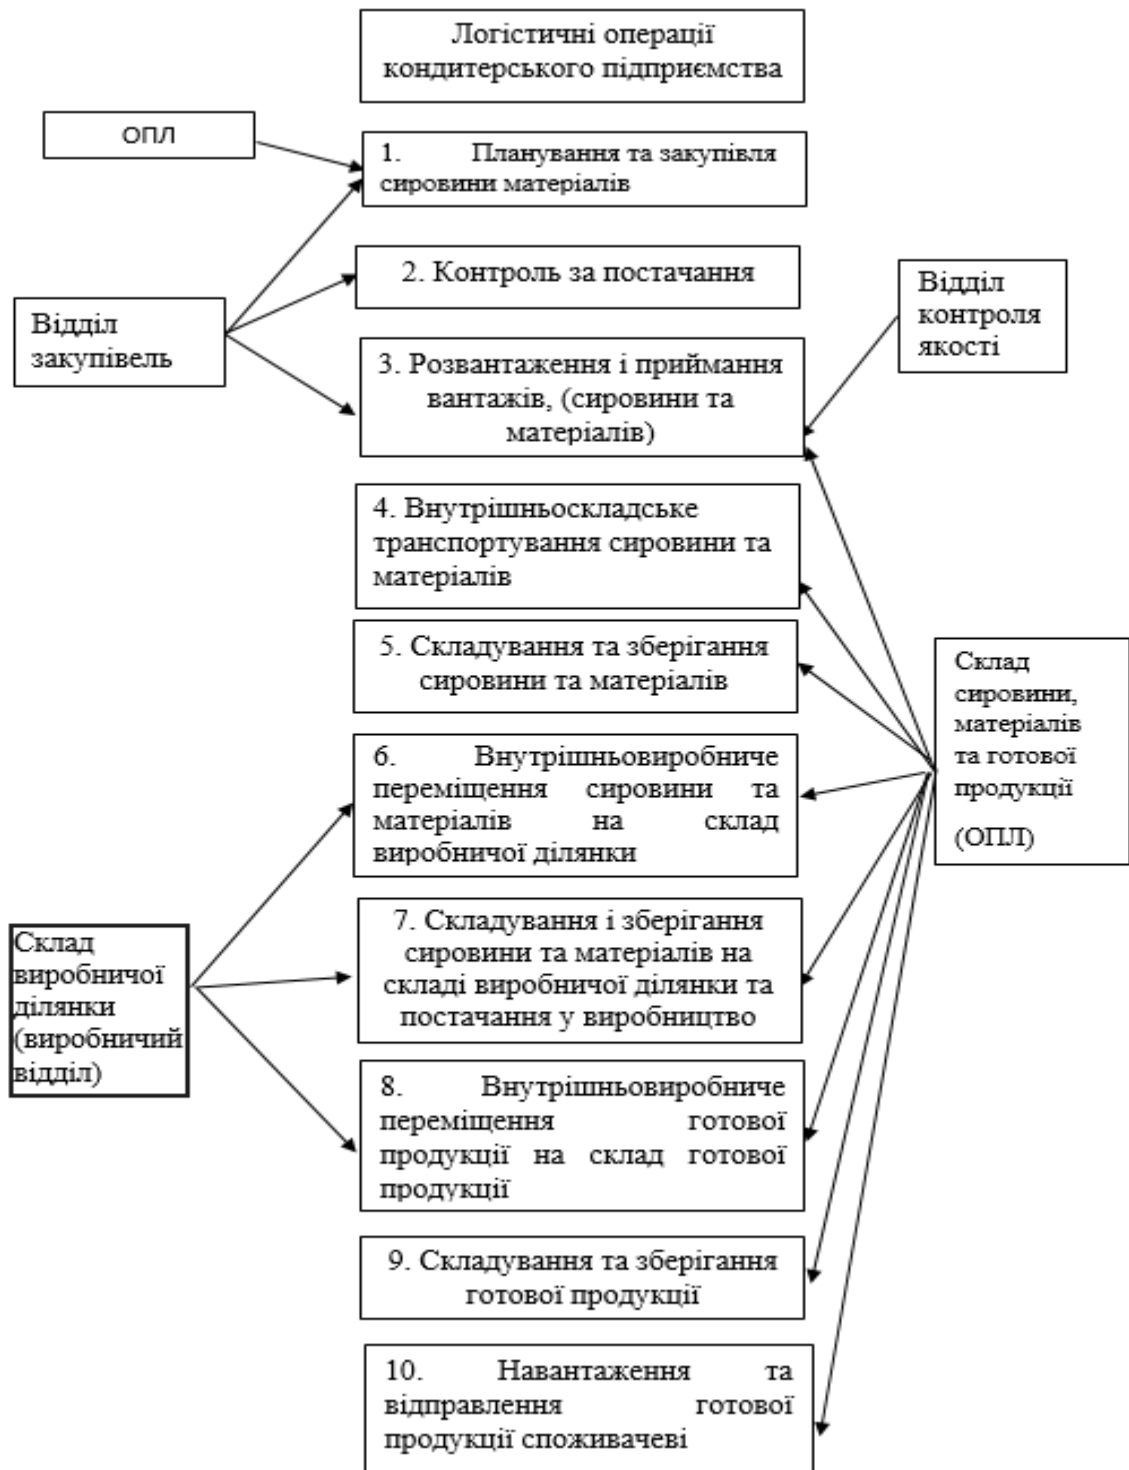 Логістичні операції
кондитерського підприємства
ОПЛ
1. Планування та закупівля
сировини матеріалів
2. Контроль за постачання
Відділ
контроля
якості
Відділ
закупівель
3. Розвантаження і приймання
вантажів, (сировини та
матеріалів)
4. Внутрішньоскладське
транспортування сировини та
матеріалів
5. Складування та зберігання
сировини та матеріалів
Склад
сировини,
матеріалів
та готової
продукції
(ОПЛ)
6. Внутрішньовиробниче
переміщення сировини та
матеріалів на склад
виробничої ділянки
7. Складування і зберігання
сировини та матеріалів на
складі виробничої ділянки та
постачання у виробництво
Склад
виробничої
ділянки
(виробничий
відділ)
8. Внутрішньовиробниче
переміщення готової
продукції на склад готової
продукції
9. Складування та зберігання
готової продукції
10. Навантаження та
відправлення готової
продукції споживачеві